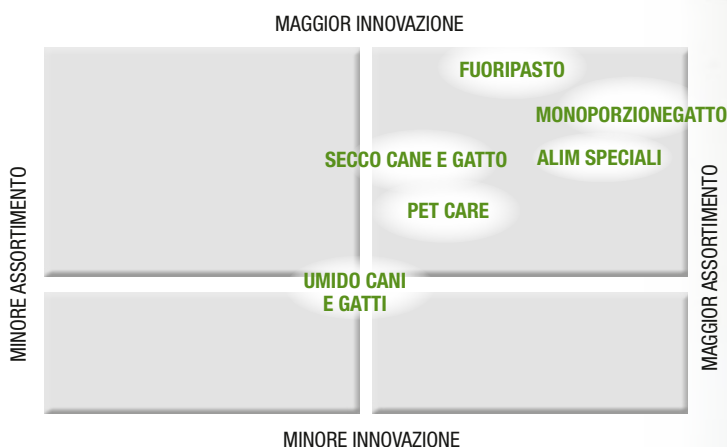 MAGGIOR INNOVAZIONE
FUORIPASTO
MONOPORZIONEGATTO
SECCO CANE E GATTO
ALIM SPECIALI
PET CARE
MINORE ASSORTIMENTO
MAGGIOR ASSORTIMENTO
UMIDO CANI
E GATTI
MINORE INNOVAZIONE